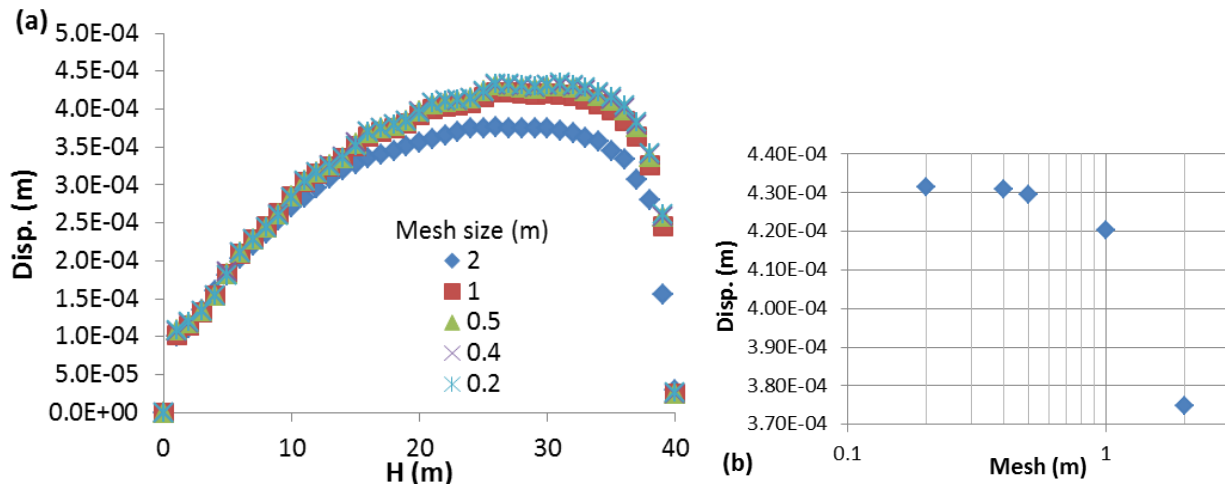 (a)
5.0E-04
4.5E-04
4.0E-04
3.5E-04
3.0E-04
2.5E-04
2.0E-04
1.5E-04
1.0E-04
5.0E-05
0.0E+00
Disp. (m)
Mesh size (m)
2
1
0.5
0.4
0.2
0 10 20 30 40
H (m)
4.40E-04
4.30E-04
4.20E-04
4.10E-04
4.00E-04
3.90E-04
3.80E-04
3.70E-04
Disp. (m)
0.1 1
(b)
Mesh (m)